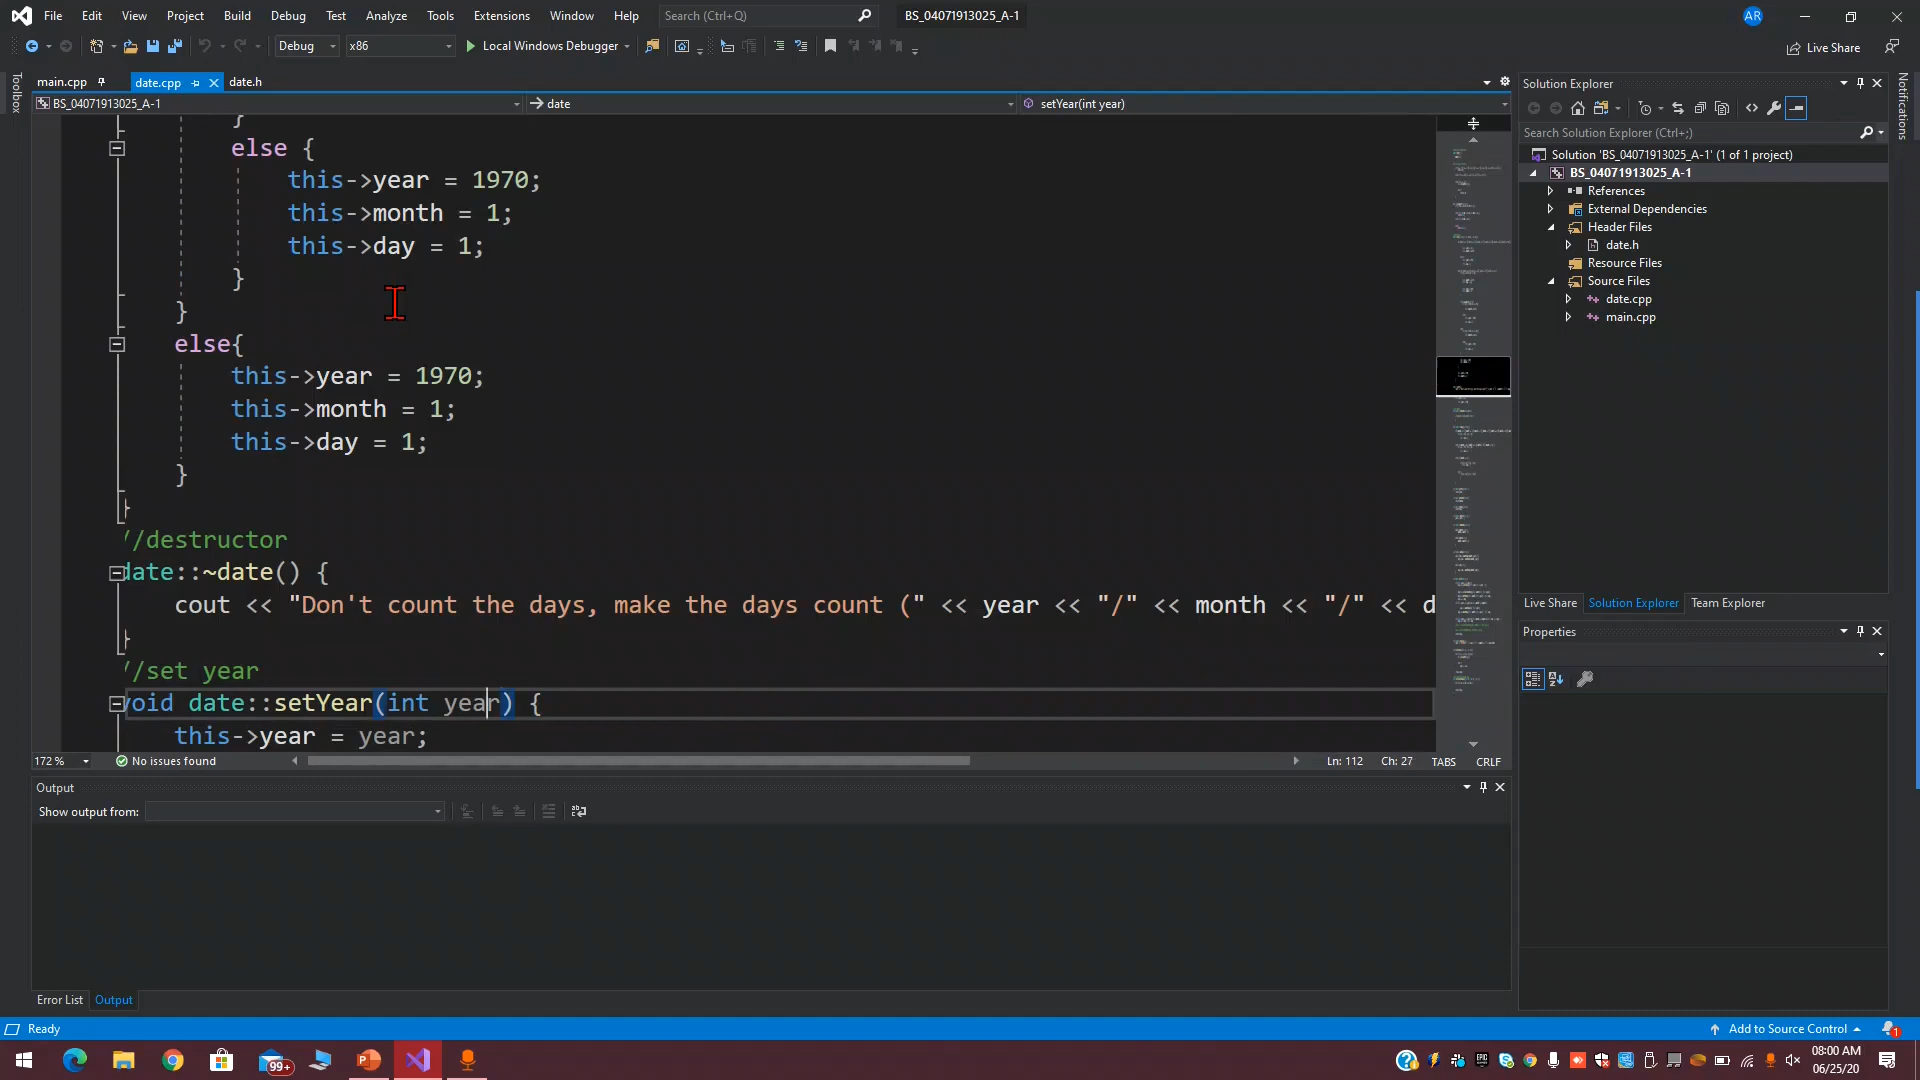 File Edit View Project Build Debug Test Analyze Tools Extensions Window Help Search (Ctrl+Q) BS_04071913025_A-1 AR
Debug x86 Local Windows Debugger Live Share
Toolbox
main.cpp date.cpp date.h
BS_04071913025_A-1 date setYear(int year)
}
else {
this->year = 1970;
this->month = 1;
this->day = 1;
}
}
else{
this->year = 1970;
this->month = 1;
this->day = 1;
}
}
//destructor
date::~date() {
cout << "Don't count the days, make the days count (" << year << "/" << month << "/" << d
}
//set year
void date::setYear(int year) {
this->year = year;
172 % No issues found Ln: 112 Ch: 27 TABS CRLF
Output
Show output from:
Error List Output
Solution Explorer
Search Solution Explorer (Ctrl+;)
Solution 'BS_04071913025_A-1' (1 of 1 project)
BS_04071913025_A-1
References
External Dependencies
Header Files
date.h
Resource Files
Source Files
date.cpp
main.cpp
Live Share Solution Explorer Team Explorer
Properties
Notifications
Ready Add to Source Control 1
99+ EPIC 08:00 AM
06/25/20